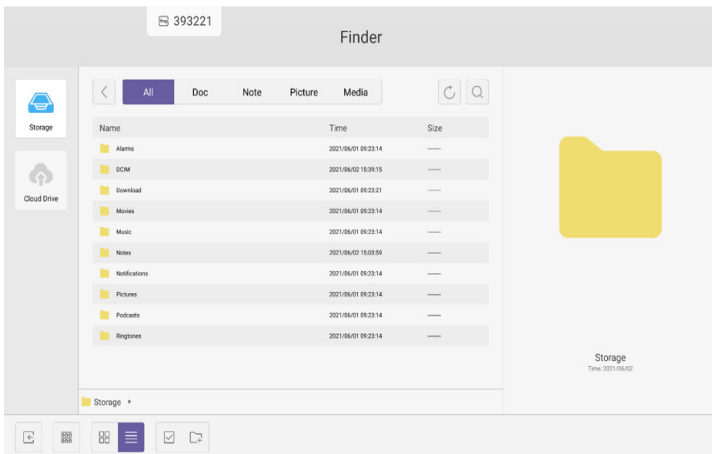 393221
Finder
All Doc Note Picture Media
Storage
Cloud Drive
Name Time Size
Alarms 2021/06/01 09:23:14 -----
DCIM 2021/06/02 15:39:15 -----
Download 2021/06/01 09:23:21 -----
Movies 2021/06/01 09:23:14 -----
Music 2021/06/01 09:23:14 -----
Notes 2021/06/02 15:03:59 -----
Notifications 2021/06/01 09:23:14 -----
Pictures 2021/06/01 09:23:14 -----
Podcasts 2021/06/01 09:23:14 -----
Ringtones 2021/06/01 09:23:14 -----
Storage
Time: 2021/06/02
Storage